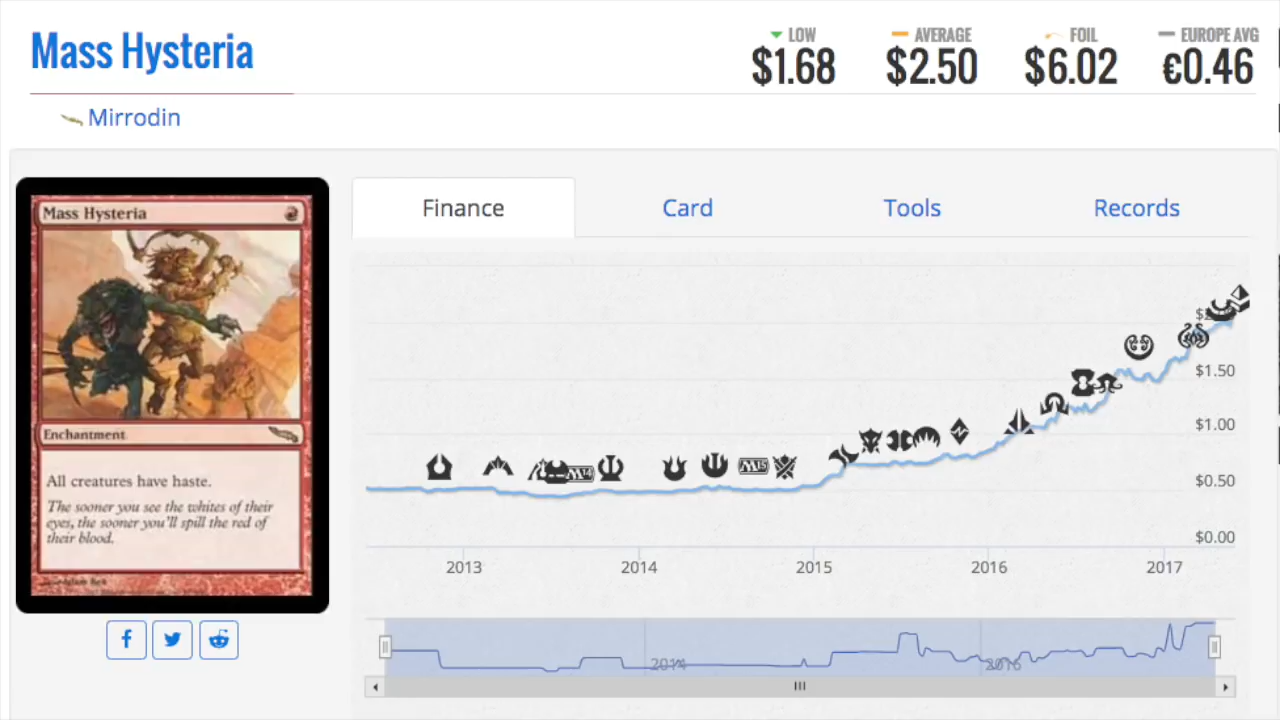 Mass Hysteria
LOW
$1.68
AVERAGE
$2.50
FOIL
$6.02
EUROPE AVG
€0.46
Mirrodin
Mass Hysteria
Enchantment
All creatures have haste.
The sooner you see the whites of their
eyes, the sooner you'll spill the red of
their blood.
Finance
Card
Tools
Records
$1.50
$1.00
$0.50
$0.00
2013
2014
2015
2016
2017
2014
2016